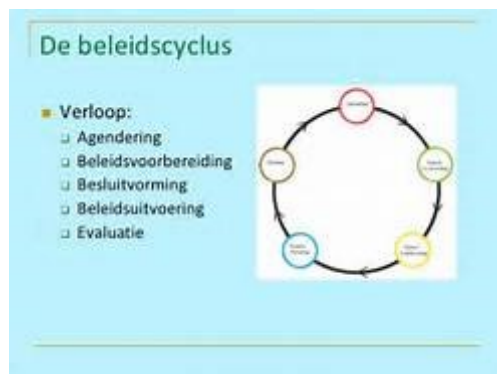 De beleidscyclus
Verloop:
Agendering
Beleidsvoorbereiding
Besluitvorming
Beleidsuitvoering
Evaluatie